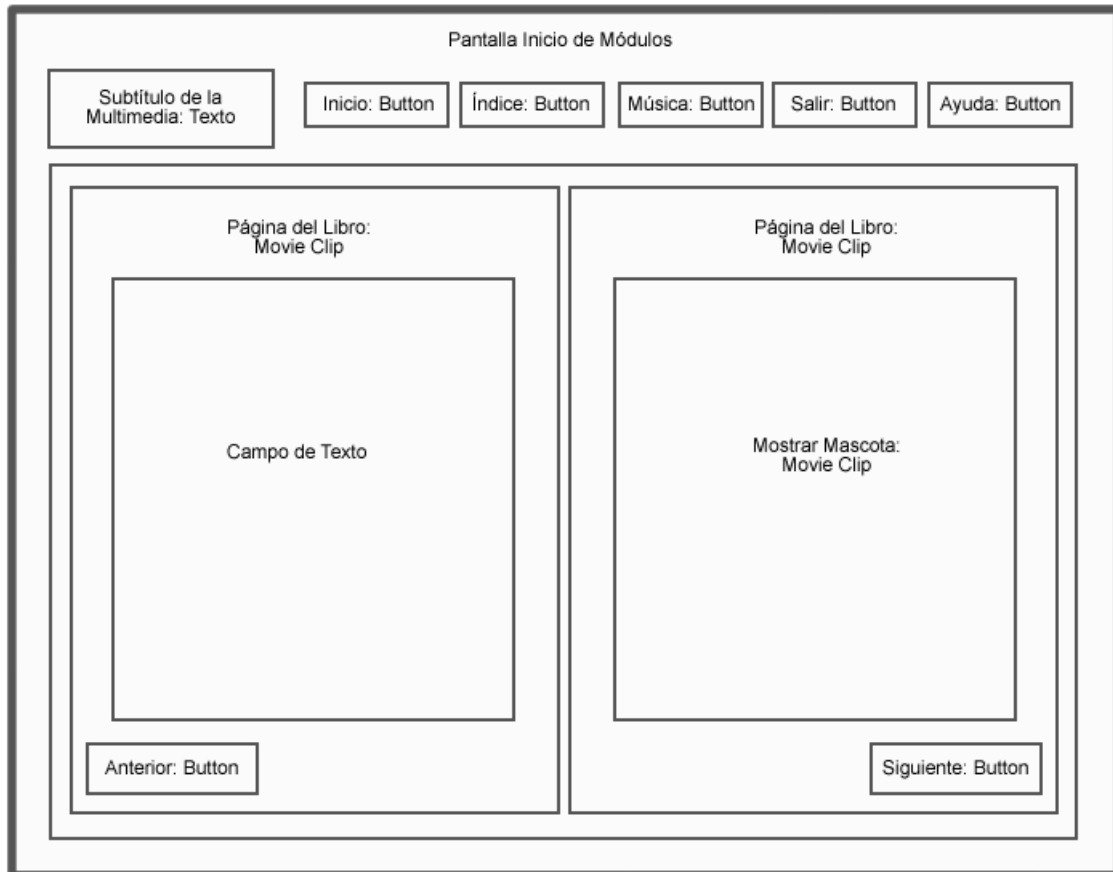 Pantalla Inicio de Módulos
Subtítulo de la
Multimedia: Texto
Inicio: Button
Índice: Button
Música: Button
Salir: Button
Ayuda: Button
Página del Libro:
Movie Clip
Campo de Texto
Anterior: Button
Página del Libro:
Movie Clip
Mostrar Mascota:
Movie Clip
Siguiente: Button